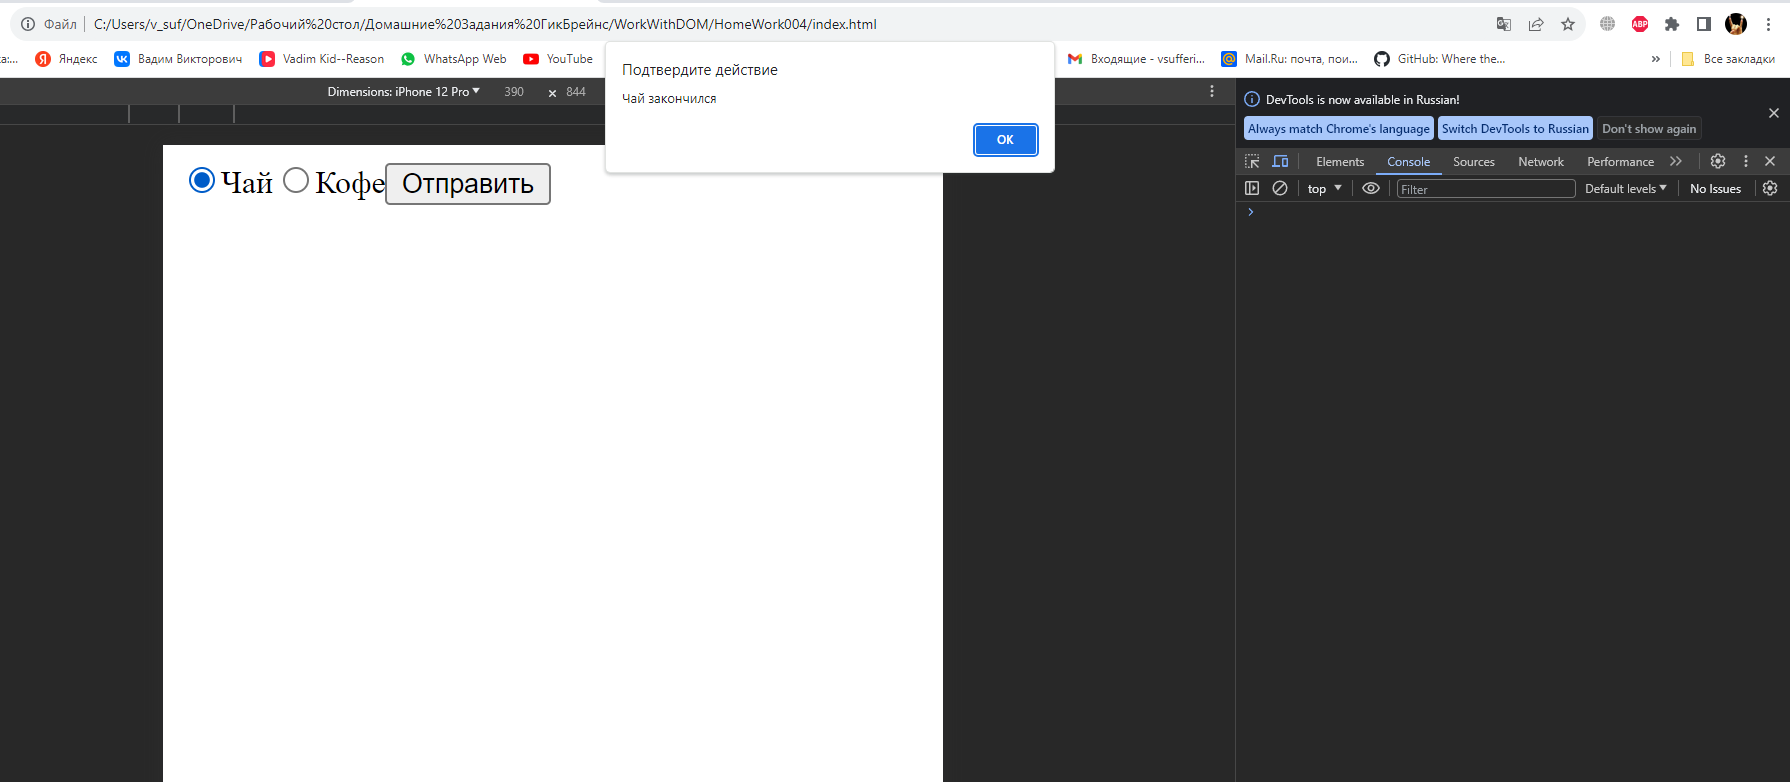 Файл C:/Users/v_suf/OneDrive/Рабочий%20стол/Домашние%20Задания%20ГикБрейнс/WorkWithDOM/HomeWork004/index.html
а:... Яндекс Вадим Викторович Vadim Kid--Reason WhatsApp Web YouTube Входящие - vsufferi... Mail.Ru: почта, пои... GitHub: Where the... » Все закладки
Подтвердите действие
Чай закончился
OK
Dimensions: iPhone 12 Pro 390 × 844
Чай Кофе Отправить
DevTools is now available in Russian!
Always match Chrome's language Switch DevTools to Russian Don't show again
Elements Console Sources Network Performance
top Filter Default levels No Issues